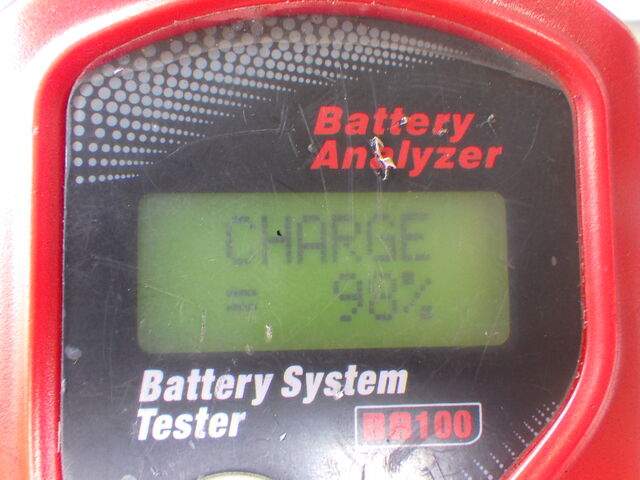 Battery
Analyzer
CHARGE
= 98%
Battery System
Tester
BA100